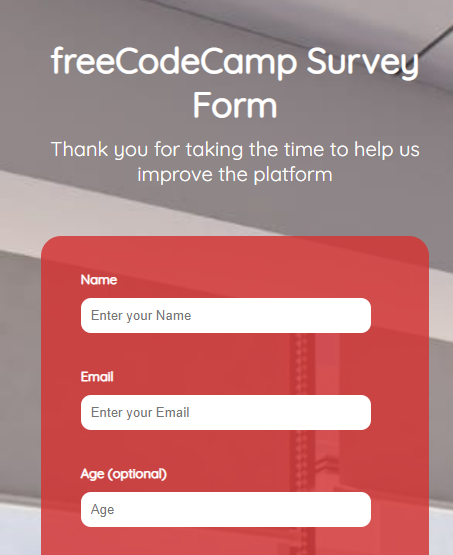 freeCodeCamp Survey
Form
Thank you for taking the time to help us
improve the platform
Name
Enter your Name
Email
Enter your Email
Age (optional)
Age